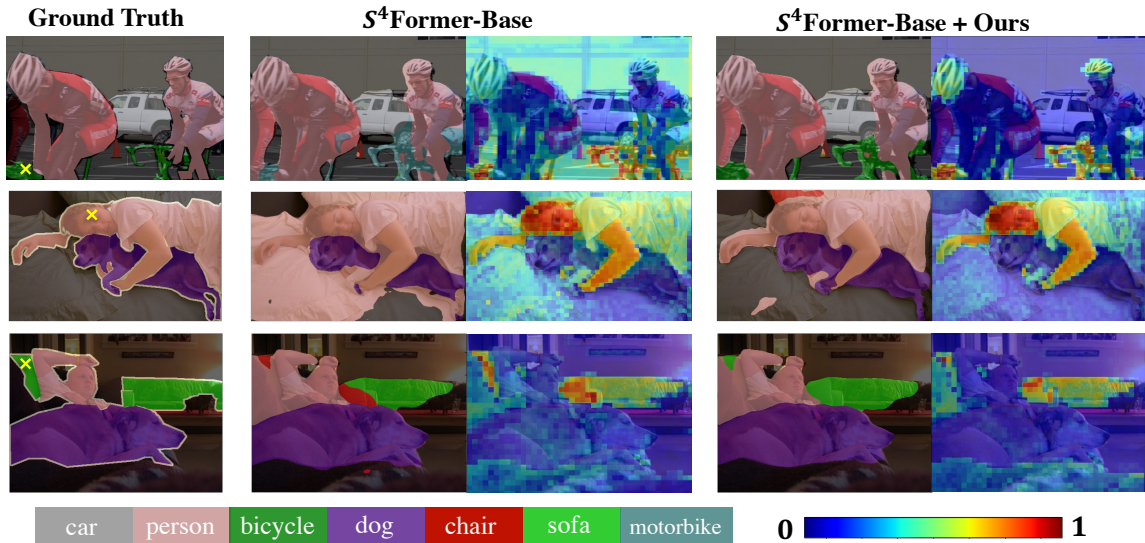 Ground Truth
S⁴Former-Base
S⁴Former-Base + Ours
car person bicycle dog chair sofa motorbike
0 1